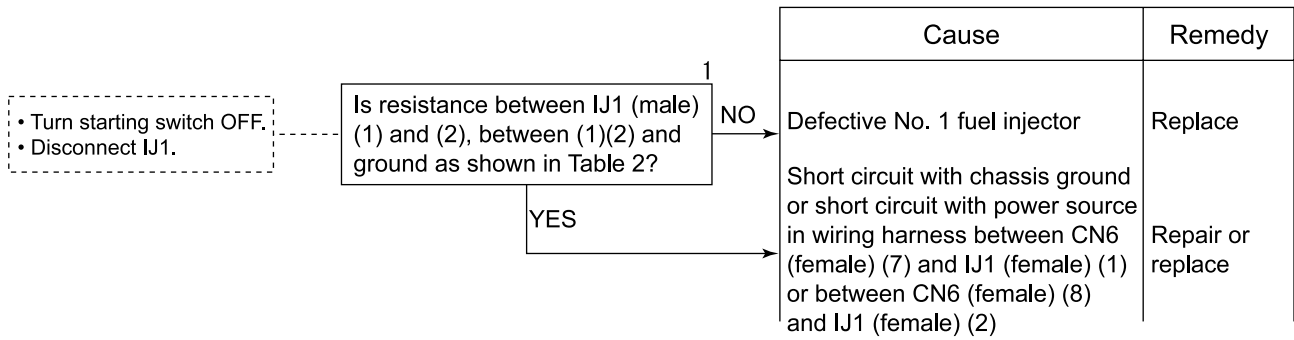 • Turn starting switch OFF.
• Disconnect IJ1.
1
Is resistance between IJ1 (male)
(1) and (2), between (1)(2) and
ground as shown in Table 2?
NO
YES
Cause
Remedy
Defective No. 1 fuel injector
Replace
Short circuit with chassis ground
or short circuit with power source
in wiring harness between CN6
(female) (7) and IJ1 (female) (1)
or between CN6 (female) (8)
and IJ1 (female) (2)
Repair or
replace